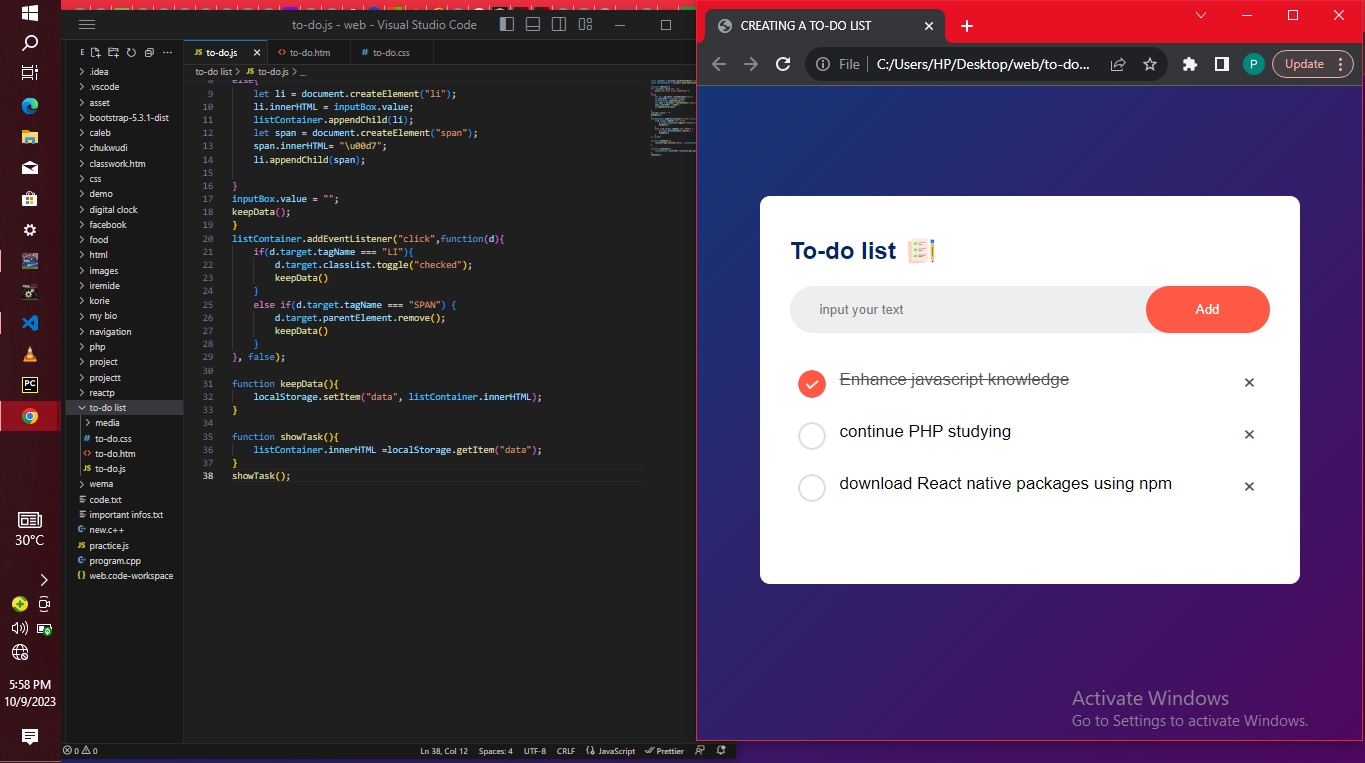 to-do.js - web - Visual Studio Code
E
.idea
.vscode
asset
bootstrap-5.3.1-dist
caleb
chukwudi
classwork.htm
css
demo
digital clock
facebook
food
html
images
iremide
korie
my bio
navigation
php
project
projectt
reactp
to-do list
media
to-do.css
to-do.htm
to-do.js
wema
code.txt
important infos.txt
new.c++
practice.js
program.cpp
web.code-workspace
JS to-do.js
to-do.htm
# to-do.css
to-do list > JS to-do.js > ...
8 else{
9 let li = document.createElement("li");
10 li.innerHTML = inputBox.value;
11 listContainer.appendChild(li);
12 let span = document.createElement("span");
13 span.innerHTML= "\u00d7";
14 li.appendChild(span);
15
16 }
17 inputBox.value = "";
18 keepData();
19 }
20 listContainer.addEventListener("click",function(d){
21 if(d.target.tagName === "LI"){
22 d.target.classList.toggle("checked");
23 keepData()
24 }
25 else if(d.target.tagName === "SPAN") {
26 d.target.parentElement.remove();
27 keepData()
28 }
29 }, false);
30
31 function keepData(){
32 localStorage.setItem("data", listContainer.innerHTML);
33 }
34
35 function showTask(){
36 listContainer.innerHTML =localStorage.getItem("data");
37 }
38 showTask();
0 0
Ln 38, Col 12 Spaces: 4 UTF-8 CRLF JavaScript Prettier
CREATING A TO-DO LIST
File | C:/Users/HP/Desktop/web/to-do...
P
Update
To-do list
input your text
Add
Enhance javascript knowledge
continue PHP studying
download React native packages using npm
Activate Windows
Go to Settings to activate Windows.
PC
30°C
5:58 PM
10/9/2023